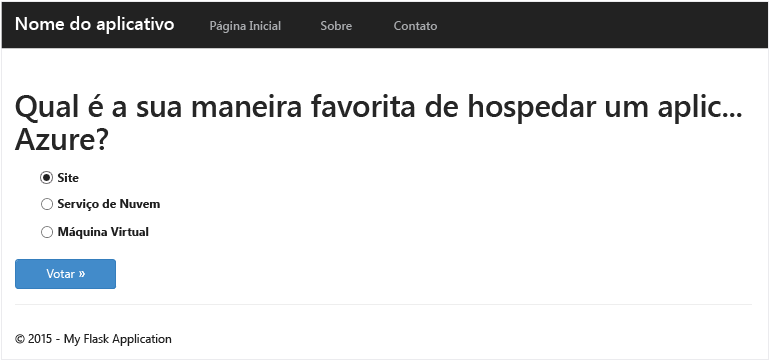 Nome do aplicativo Página Inicial Sobre Contato
Qual é a sua maneira favorita de hospedar um aplic...
Azure?
Site
Serviço de Nuvem
Máquina Virtual
Votar »
© 2015 - My Flask Application